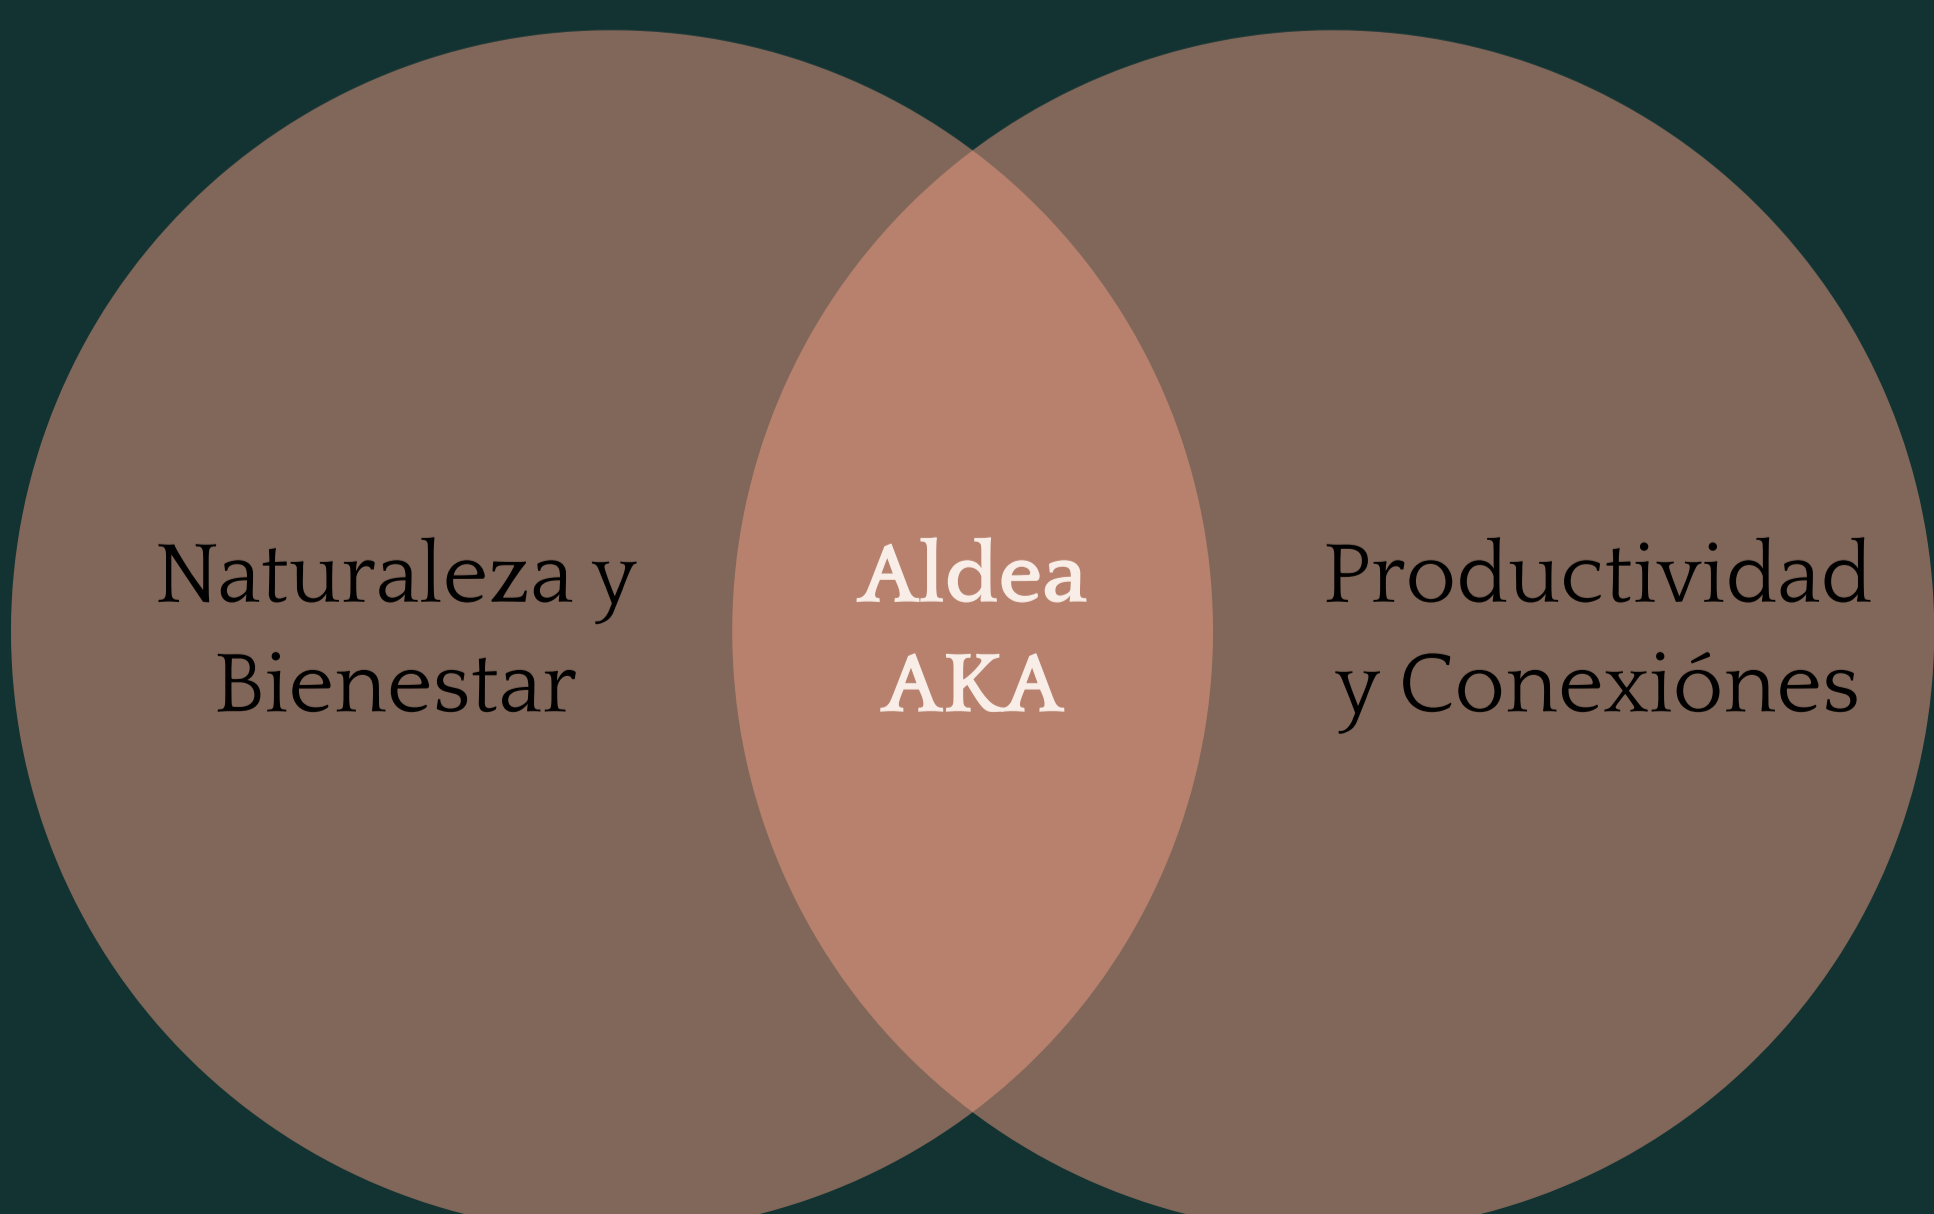 Naturaleza y
Bienestar
Aldea
AKA
Productividad
y Conexiónes